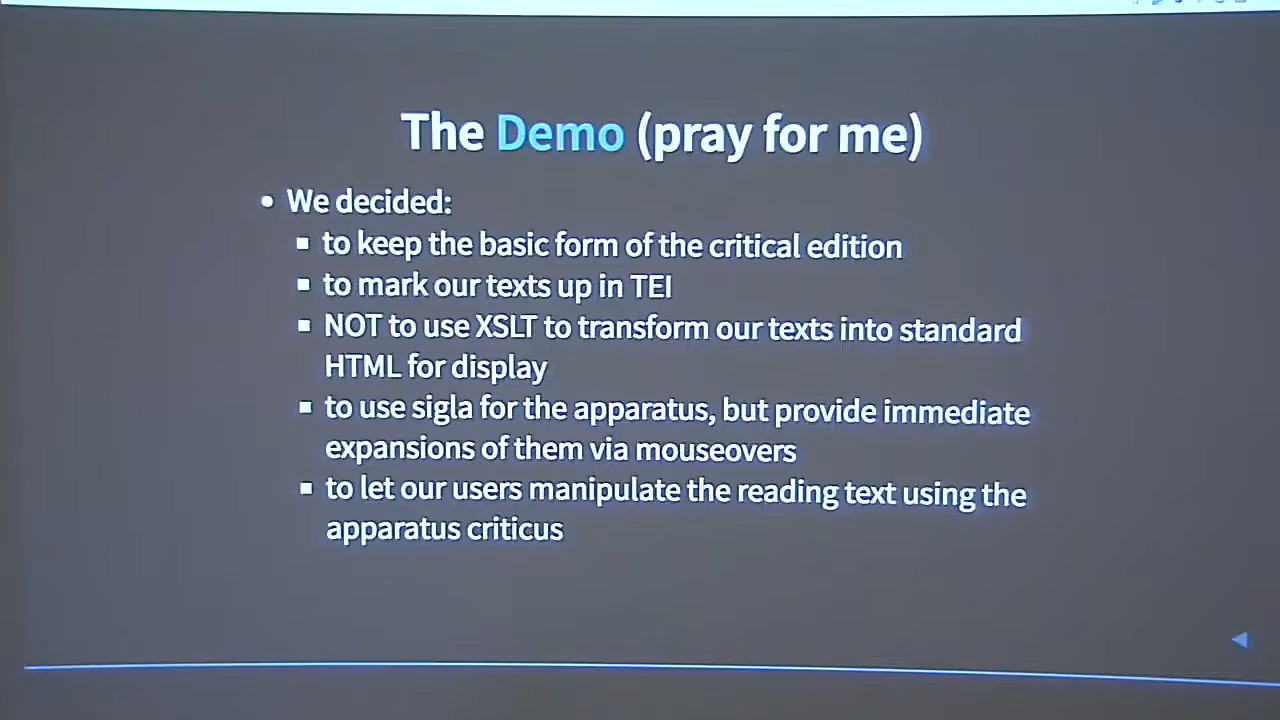 The Demo (pray for me)
• We decided:
▪ to keep the basic form of the critical edition
▪ to mark our texts up in TEI
▪ NOT to use XSLT to transform our texts into standard
HTML for display
▪ to use sigla for the apparatus, but provide immediate
expansions of them via mouseovers
▪ to let our users manipulate the reading text using the
apparatus criticus